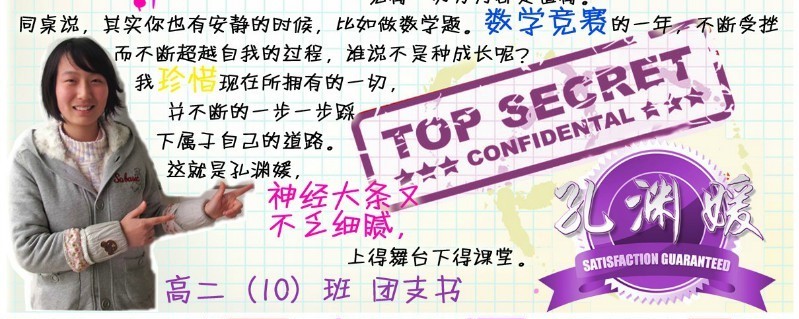 同桌说，其实你也有安静的时候，比如做数学题。数学竞赛的一年，不断受挫
而不断超越自我的过程，谁说不是种成长呢？
我珍惜现在所拥有的一切，
并不断的一步一步踩
下属于自己的道路。
这就是孔渊媛，
神经大条又
不乏细腻，
上得舞台下得课堂。
高二（10）班 团支书
TOP SECRET
CONFIDENTAL
孔渊媛
SATISFACTION GUARANTEED